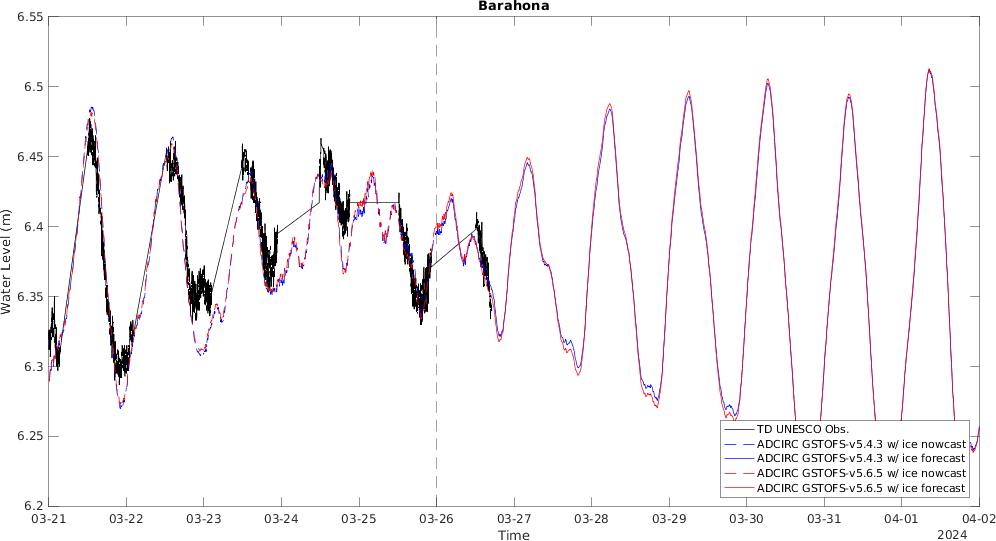 Barahona
6.55
6.5
6.45
6.4
6.35
6.3
6.25
6.2
Water Level (m)
03-21 03-22 03-23 03-24 03-25 03-26 03-27 03-28 03-29 03-30 03-31 04-01 04-02
Time
2024
TD UNESCO Obs.
ADCIRC GSTOFS-v5.4.3 w/ ice nowcast
ADCIRC GSTOFS-v5.4.3 w/ ice forecast
ADCIRC GSTOFS-v5.6.5 w/ ice nowcast
ADCIRC GSTOFS-v5.6.5 w/ ice forecast